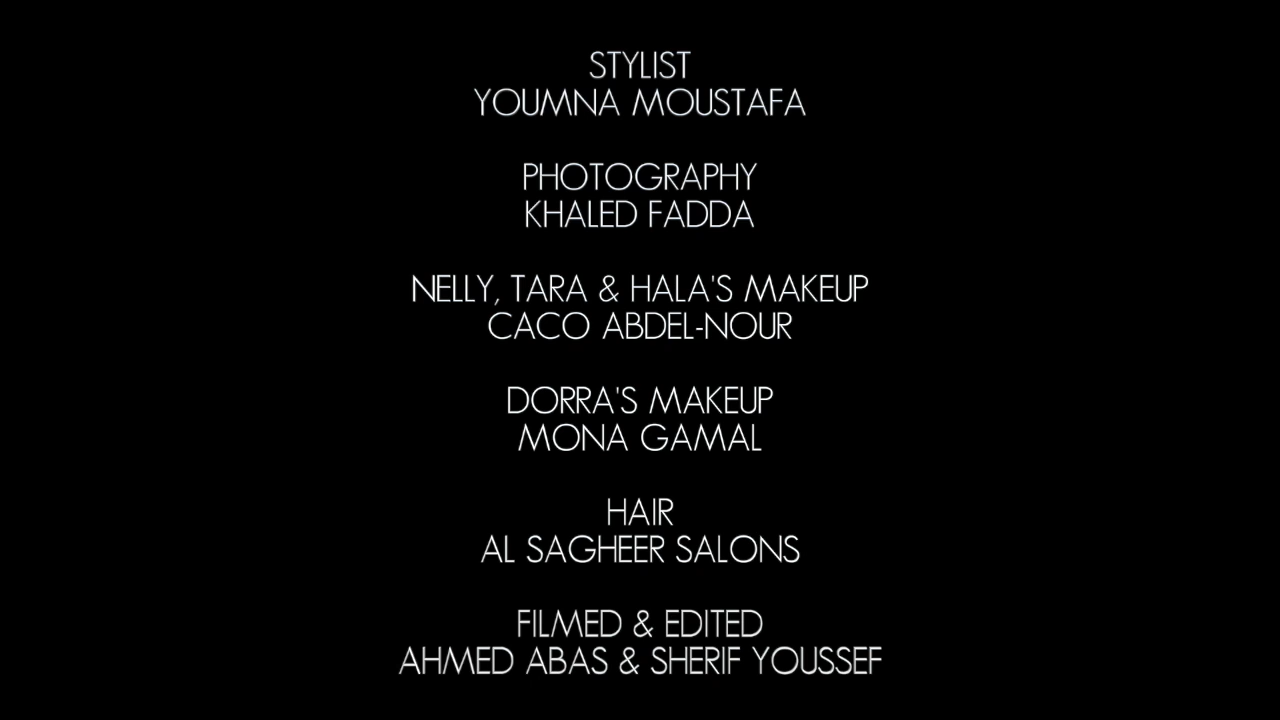 STYLIST
YOUMNA MOUSTAFA
PHOTOGRAPHY
KHALED FADDA
NELLY, TARA & HALA'S MAKEUP
CACO ABDEL-NOUR
DORRA'S MAKEUP
MONA GAMAL
HAIR
AL SAGHEER SALONS
FILMED & EDITED
AHMED ABAS & SHERIF YOUSSEF